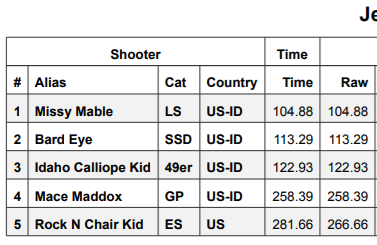 Je
Shooter Time
# Alias Cat Country Time Raw
1 Missy Mable LS US-ID 104.88 104.88
2 Bard Eye SSD US-ID 113.29 113.29
3 Idaho Calliope Kid 49er US-ID 122.93 122.93
4 Mace Maddox GP US-ID 258.39 258.39
5 Rock N Chair Kid ES US 281.66 266.66